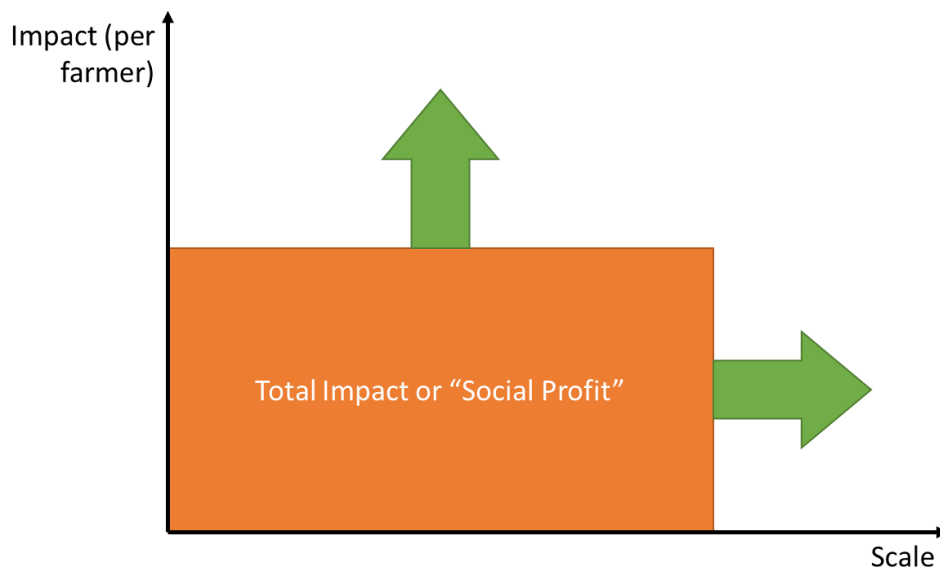 Impact (per
farmer)
Total Impact or “Social Profit”
Scale